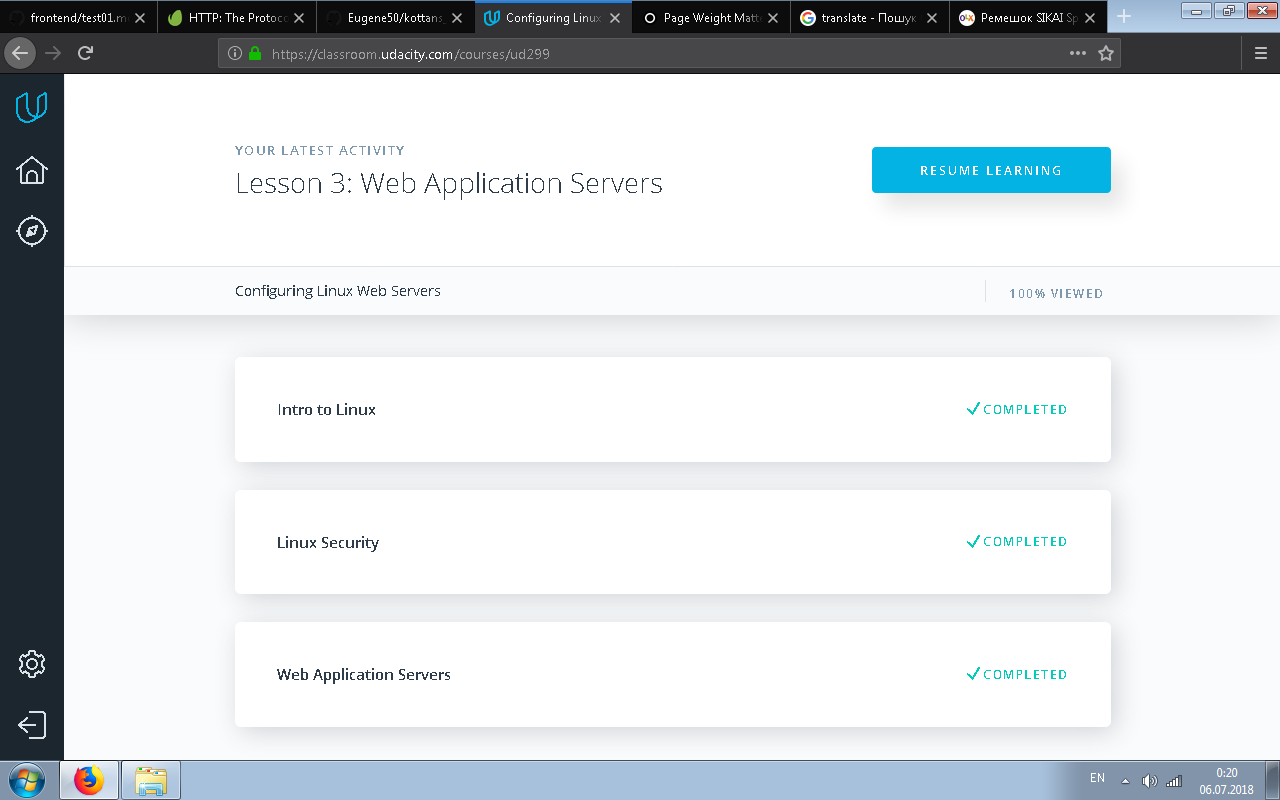 frontend/test01.m
HTTP: The Protoco
Eugene50/kottans_
Configuring Linux
Page Weight Matt
translate - Пошук
Ремешок SIKAI Sp
https://classroom.udacity.com/courses/ud299
YOUR LATEST ACTIVITY
Lesson 3: Web Application Servers
RESUME LEARNING
Configuring Linux Web Servers
100% VIEWED
Intro to Linux
COMPLETED
Linux Security
COMPLETED
Web Application Servers
COMPLETED
EN
0:20
06.07.2018